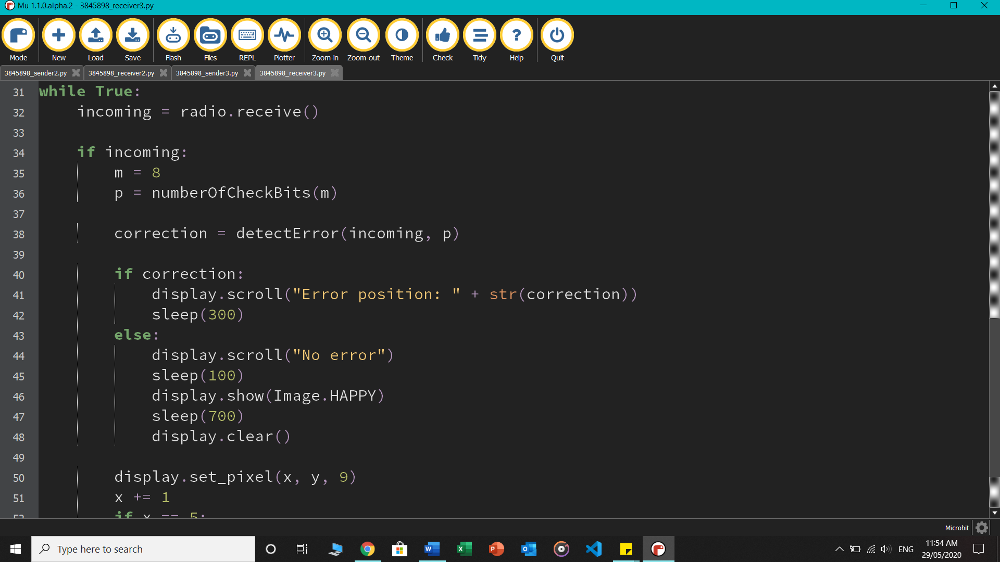 Mu 1.1.0.alpha.2 - 3845898_receiver3.py
Mode New Load Save Flash Files REPL Plotter Zoom-in Zoom-out Theme Check Tidy Help Quit
3845898_sender2.py 3845898_receiver2.py 3845898_sender3.py 3845898_receiver3.py
31 while True:
32     incoming = radio.receive()
33
34     if incoming:
35         m = 8
36         p = numberOfCheckBits(m)
37
38         correction = detectError(incoming, p)
39
40         if correction:
41             display.scroll("Error position: " + str(correction))
42             sleep(300)
43         else:
44             display.scroll("No error")
45             sleep(100)
46             display.show(Image.HAPPY)
47             sleep(700)
48             display.clear()
49
50         display.set_pixel(x, y, 9)
51         x += 1
52         if x == 5:
Microbit
Type here to search
ENG
11:54 AM
29/05/2020